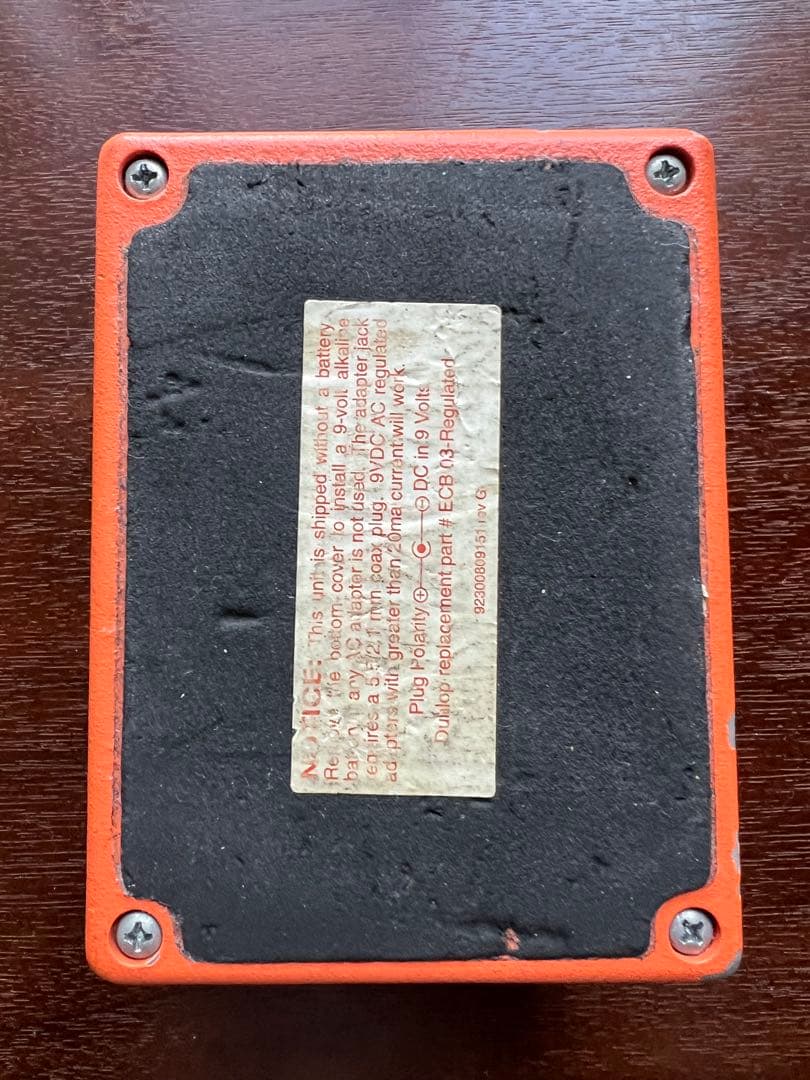 NOTICE: This unit is shipped without a battery.
Remove the bottom cover to install a 9-volt alkaline
battery if any AC adapter is not used. The adapter jack
requires a 5.5/2.1 mm coax plug. 9VDC AC regulated
adapters with greater than 20ma current will work.
Plug Polarity ⊕ ⊖ DC in 9 Volts
Dunlop replacement part # ECB 03-Regulated
92300809151 rev G